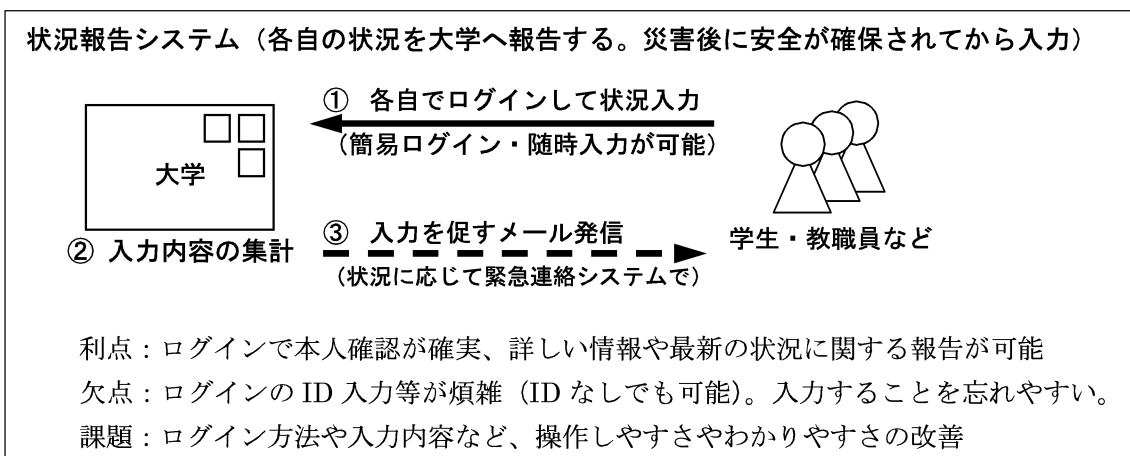 状況報告システム（各自の状況を大学へ報告する。災害後に安全が確保されてから入力）
① 各自でログインして状況入力
（簡易ログイン・随時入力が可能）
大学
② 入力内容の集計
③ 入力を促すメール発信
（状況に応じて緊急連絡システムで）
学生・教職員など
利点：ログインで本人確認が確実、詳しい情報や最新の状況に関する報告が可能
欠点：ログインの ID 入力等が煩雑（ID なしでも可能）。入力することを忘れやすい。
課題：ログイン方法や入力内容など、操作しやすさやわかりやすさの改善